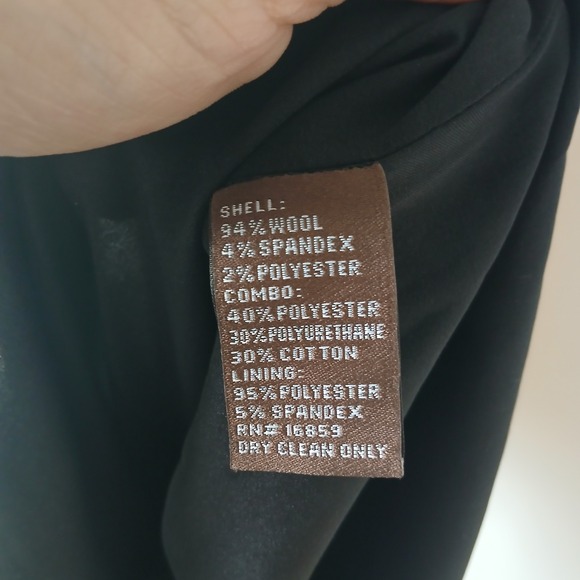 SHELL:
94% WOOL
4% SPANDEX
2% POLYESTER
COMBO:
40% POLYESTER
30% POLYURETHANE
30% COTTON
LINING:
95% POLYESTER
5% SPANDEX
RN# 16859
DRY CLEAN ONLY